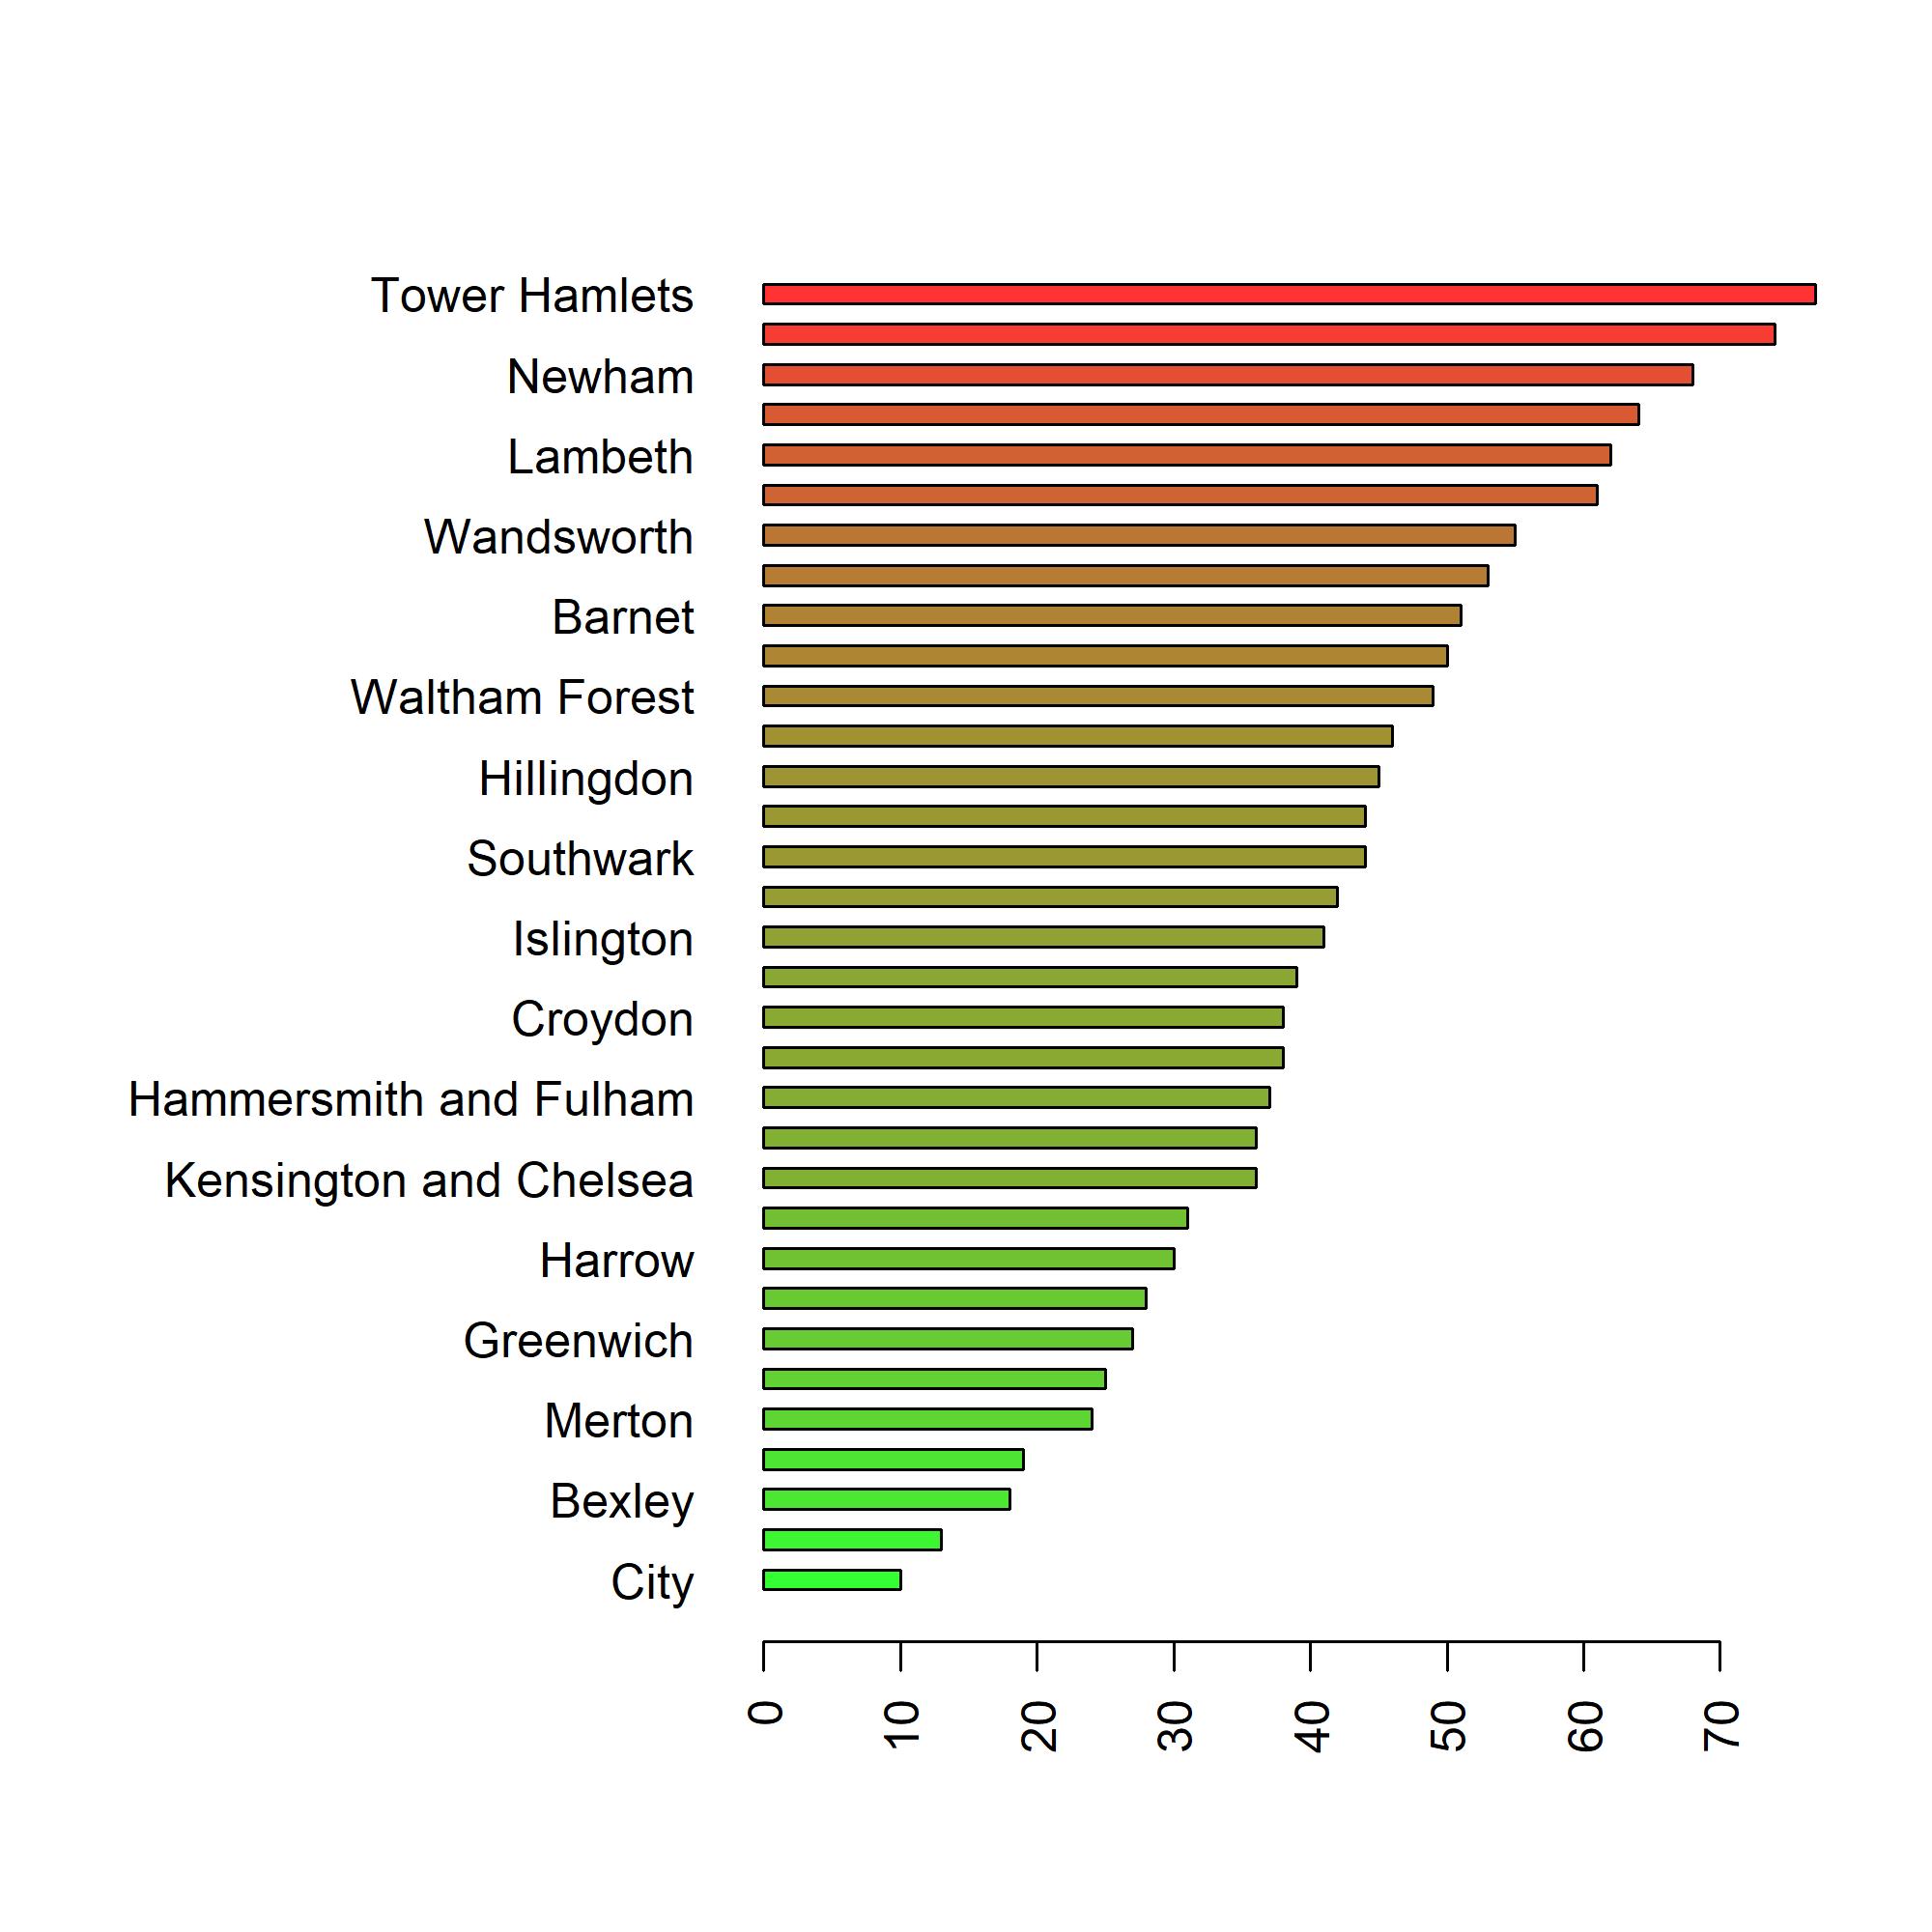 Tower Hamlets
Newham
Lambeth
Wandsworth
Barnet
Waltham Forest
Hillingdon
Southwark
Islington
Croydon
Hammersmith and Fulham
Kensington and Chelsea
Harrow
Greenwich
Merton
Bexley
City
0 10 20 30 40 50 60 70